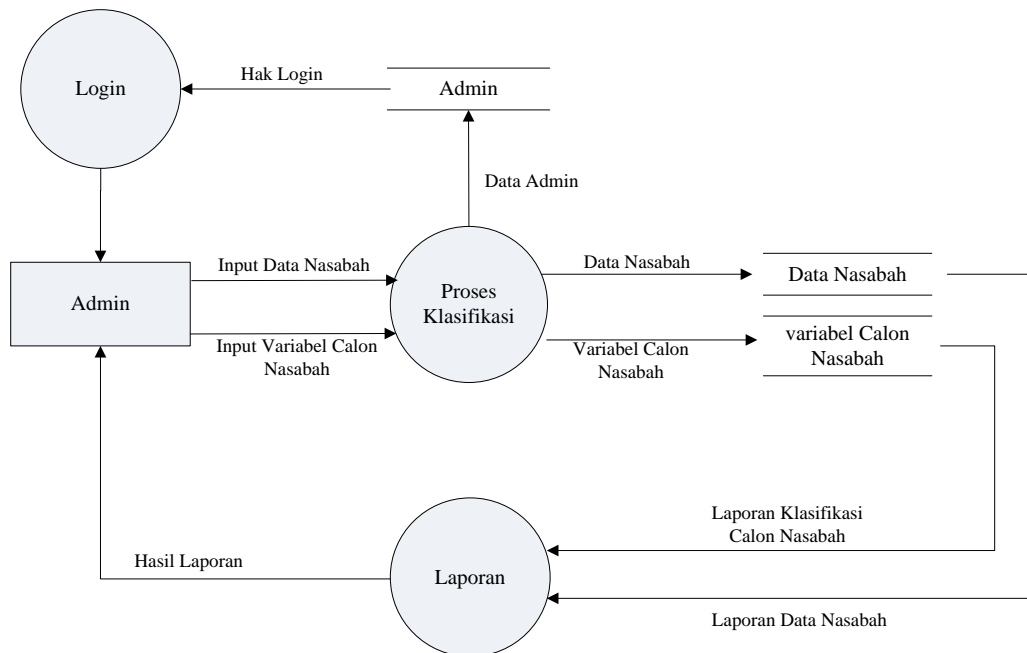 Hak Login
Login
Admin
Data Admin
Input Data Nasabah
Data Nasabah
Data Nasabah
Admin
Proses
Klasifikasi
Input Variabel Calon
Nasabah
Variabel Calon
Nasabah
variabel Calon
Nasabah
Laporan Klasifikasi
Calon Nasabah
Hasil Laporan
Laporan
Laporan Data Nasabah